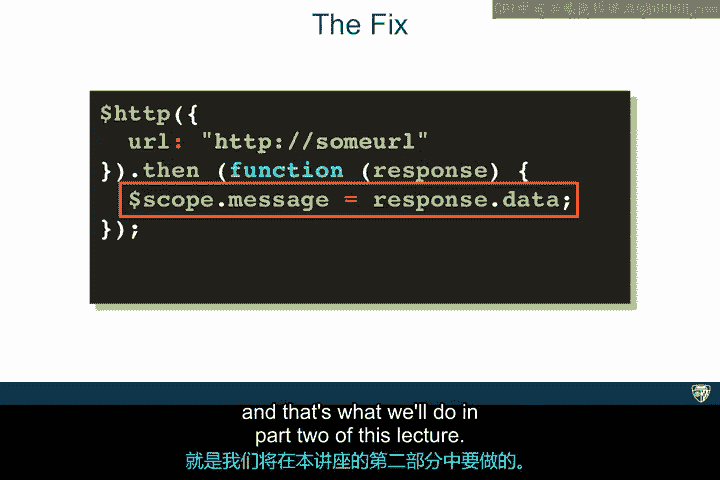 The Fix
$http({
  url: "http://someurl"
}).then (function (response) {
  $scope.message = response.data;
});
and that's what we'll do in
part two of this lecture.
就是我们将在本讲座的第二部分中要做的。